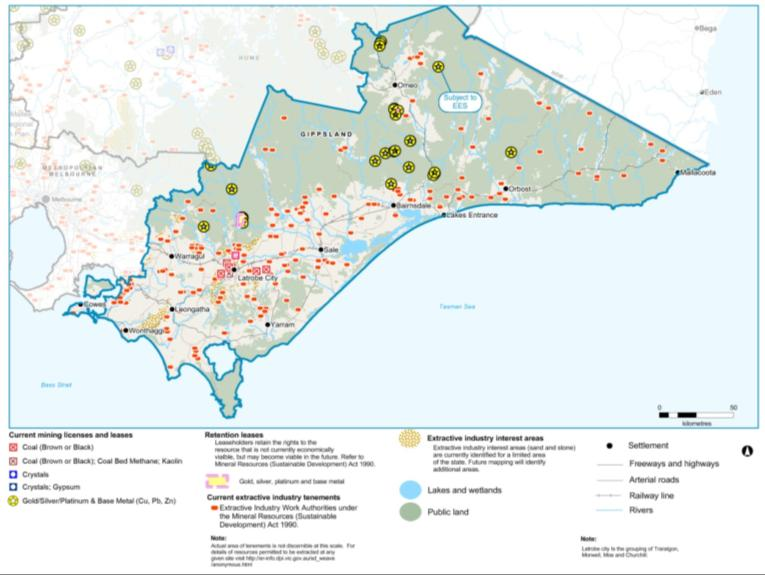 HUME
Bega
Eden
Omeo
Subject to
EES
GIPPSLAND
METROPOLITAN
MELBOURNE
Melbourne
Mallacoota
Orbost
Bairnsdale
Lakes Entrance
Warragul
Sale
Latrobe City
Cowes
Leongatha
Wonthaggi
Yarram
Tasman Sea
Bass Strait
0 50
kilometres
Current mining licenses and leases
Coal (Brown or Black)
Coal (Brown or Black); Coal Bed Methane; Kaolin
Crystals
Crystals; Gypsum
Gold/Silver/Platinum & Base Metal (Cu, Pb, Zn)
Retention leases
Leaseholders retain the rights to the
resource that is not currently economically
viable, but may become viable in the future. Refer to
Mineral Resources (Sustainable Development) Act 1990.
Gold, silver, platinum and base metal
Current extractive industry tenements
Extractive Industry Work Authorities under
the Mineral Resources (Sustainable
Development) Act 1990.
Note:
Actual area of tenements is not discernible at this scale. For
details of resources permitted to be extracted at any
given site visit
Extractive industry interest areas
Extractive industry interest areas (sand and stone)
are currently identified for a limited area
of the state. Future mapping will identify
additional areas.
Lakes and wetlands
Public land
Settlement
Freeways and highways
Arterial roads
Railway line
Rivers
Note:
Latrobe city is the grouping of Traralgon,
Morwell, Moe and Churchill.